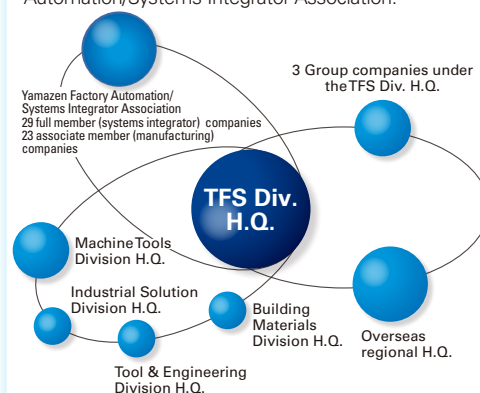 Automation/Systems Integrator Association.
3 Group companies under
the TFS Div. H.Q.
Yamazen Factory Automation/
Systems Integrator Association
29 full member (systems integrator) companies
23 associate member (manufacturing)
companies
TFS Div.
H.Q.
Machine Tools
Division H.Q.
Industrial Solution
Division H.Q.
Building
Materials
Division H.Q.
Overseas
regional H.Q.
Tool & Engineering
Division H.Q.